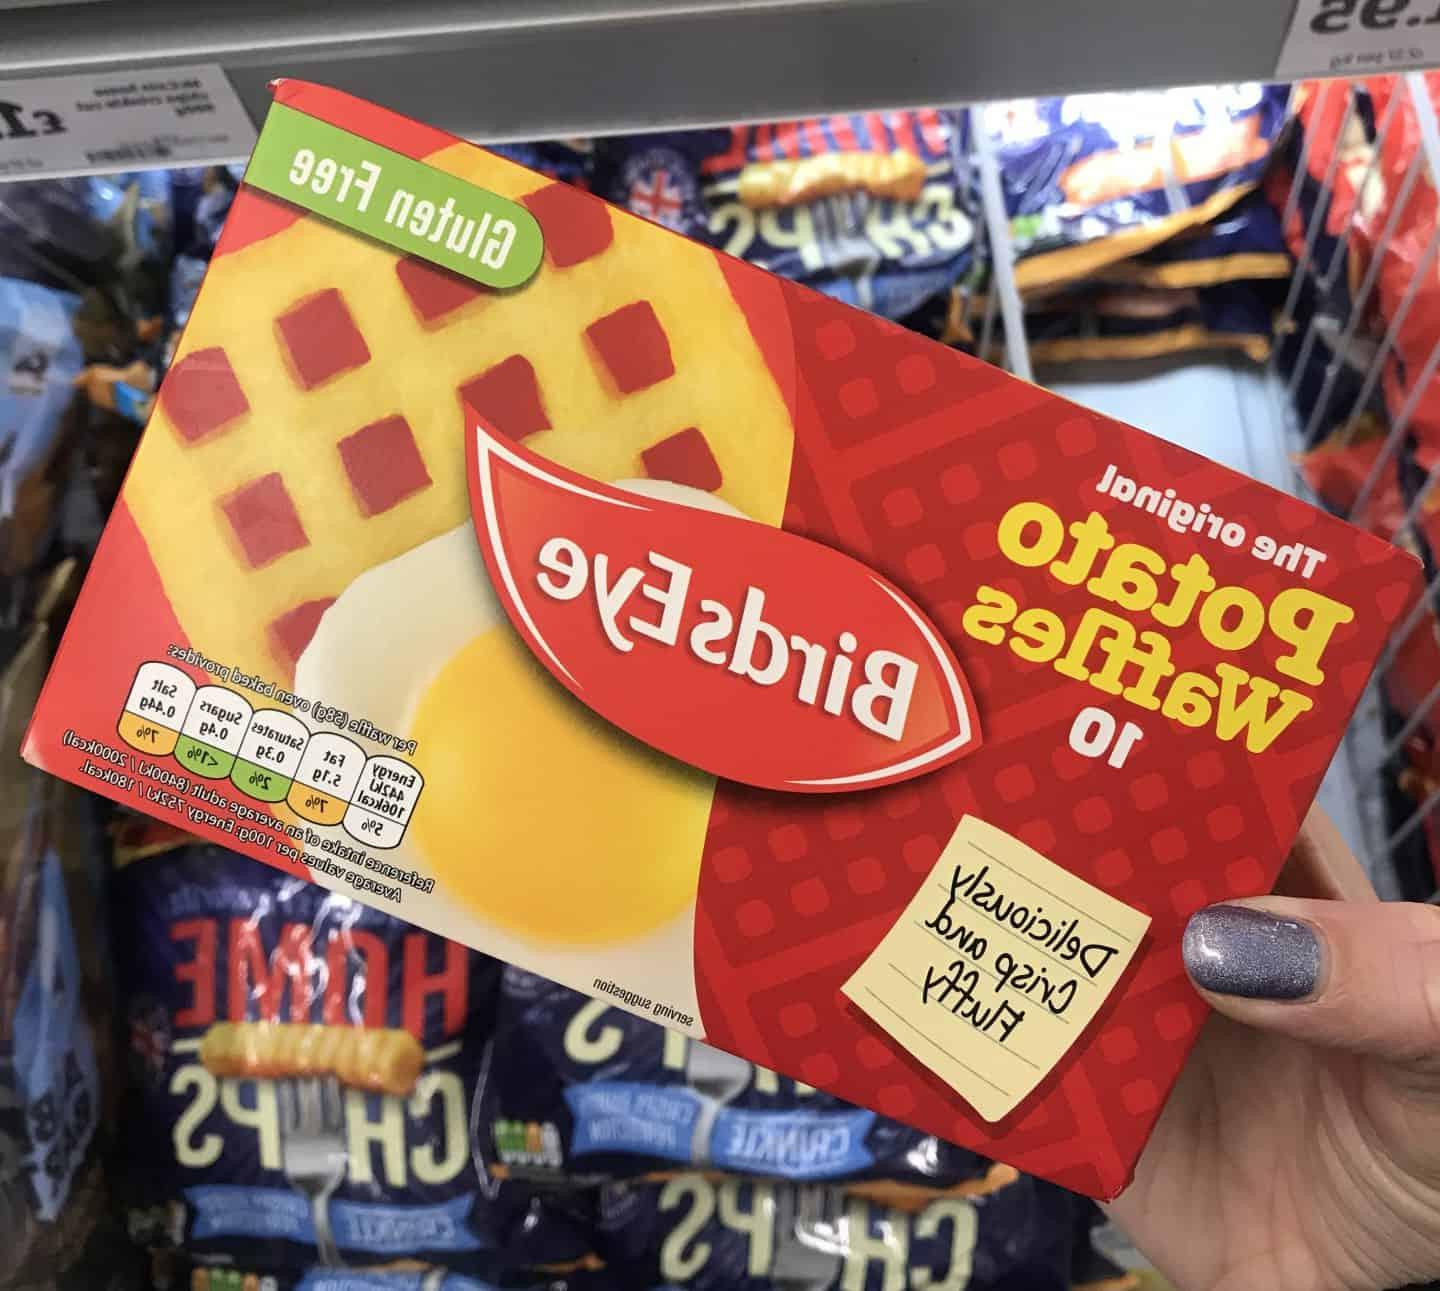 Gluten Free
BirdsEye
The original
Potato
Waffles
10
Deliciously
Crisp and
Fluffy
serving suggestion
Per waffle (58g) oven baked provides:
Energy
442kJ
106kcal
5%
Fat
5.1g
7%
Saturates
0.3g
2%
Sugars
0.4g
<1%
Salt
0.44g
7%
Reference intake of an average adult (8400kJ / 2000kcal)
Average values per 100g: Energy 752kJ / 180kcal.
HOME
CHIPS
HOME
CHIPS
CRINKLE
CRINKLE
CHIPS